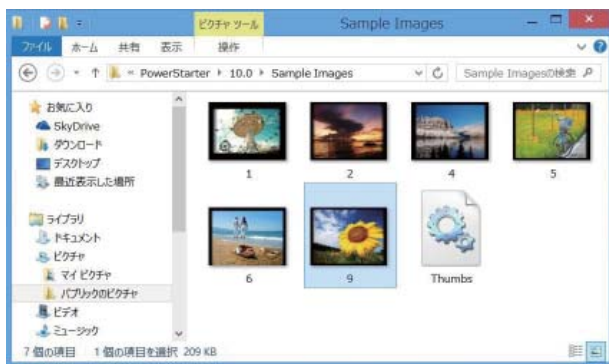 ピクチャ ツール
Sample Images
ファイル ホーム 共有 表示 操作
« PowerStarter 10.0 Sample Images
Sample Imagesの検索
お気に入り
SkyDrive
ダウンロード
デスクトップ
最近表示した場所
ライブラリ
ドキュメント
ピクチャ
マイ ピクチャ
パブリックのピクチャ
ビデオ
ミュージック
1 2 4 5
6 9 Thumbs
7 個の項目 1 個の項目を選択 209 KB